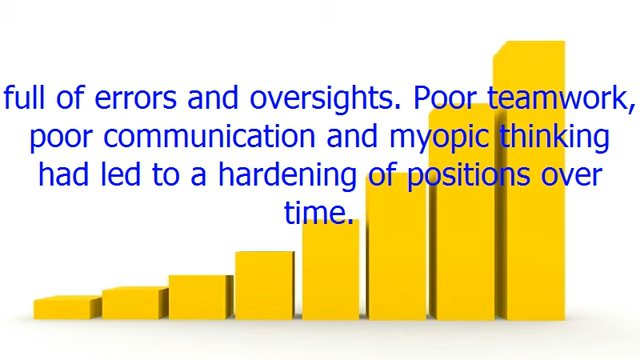 full of errors and oversights. Poor teamwork,
poor communication and myopic thinking
had led to a hardening of positions over
time.